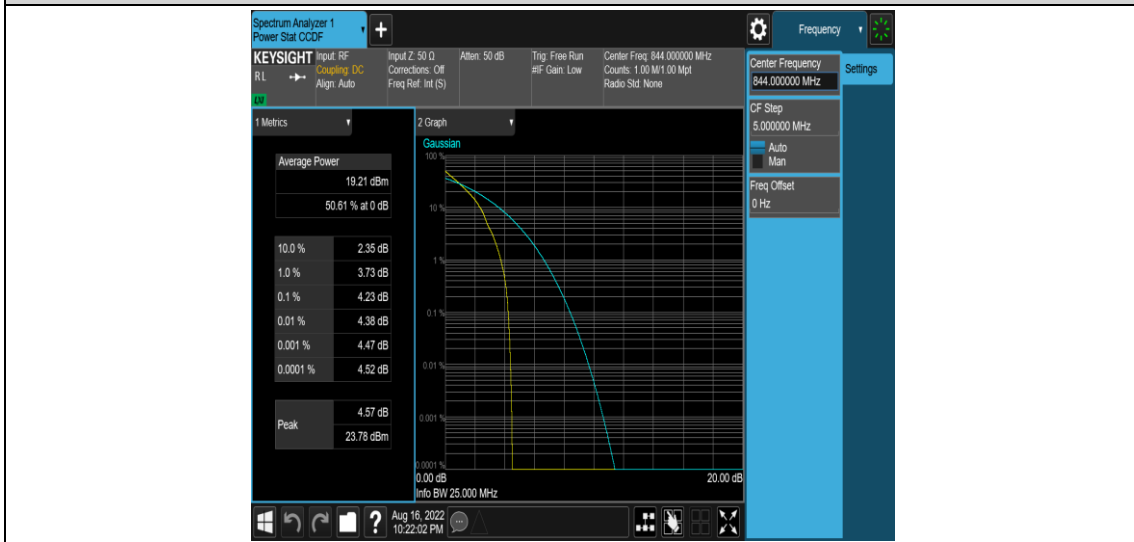 Spectrum Analyzer 1
Power Stat CCDF
+
Frequency
KEYSIGHT
Input: RF
Coupling: DC
Align: Auto
Input Z: 50 Ω
Corrections: Off
Freq Ref: Int (S)
Atten: 50 dB
Trig: Free Run
#IF Gain: Low
Center Freq: 844.000000 MHz
Counts: 1.00 M/1.00 Mpt
Radio Std: None
RL
Center Frequency
844.000000 MHz
Settings
CF Step
5.000000 MHz
Auto
Man
Freq Offset
0 Hz
1 Metrics
Average Power
19.21 dBm
50.61 % at 0 dB
10.0 % 2.35 dB
1.0 % 3.73 dB
0.1 % 4.23 dB
0.01 % 4.38 dB
0.001 % 4.47 dB
0.0001 % 4.52 dB
Peak
4.57 dB
23.78 dBm
2 Graph
Gaussian
100 %
10 %
1 %
0.1 %
0.01 %
0.001 %
0.0001 %
0.00 dB
20.00 dB
Info BW 25.000 MHz
?
Aug 16, 2022
10:22:02 PM